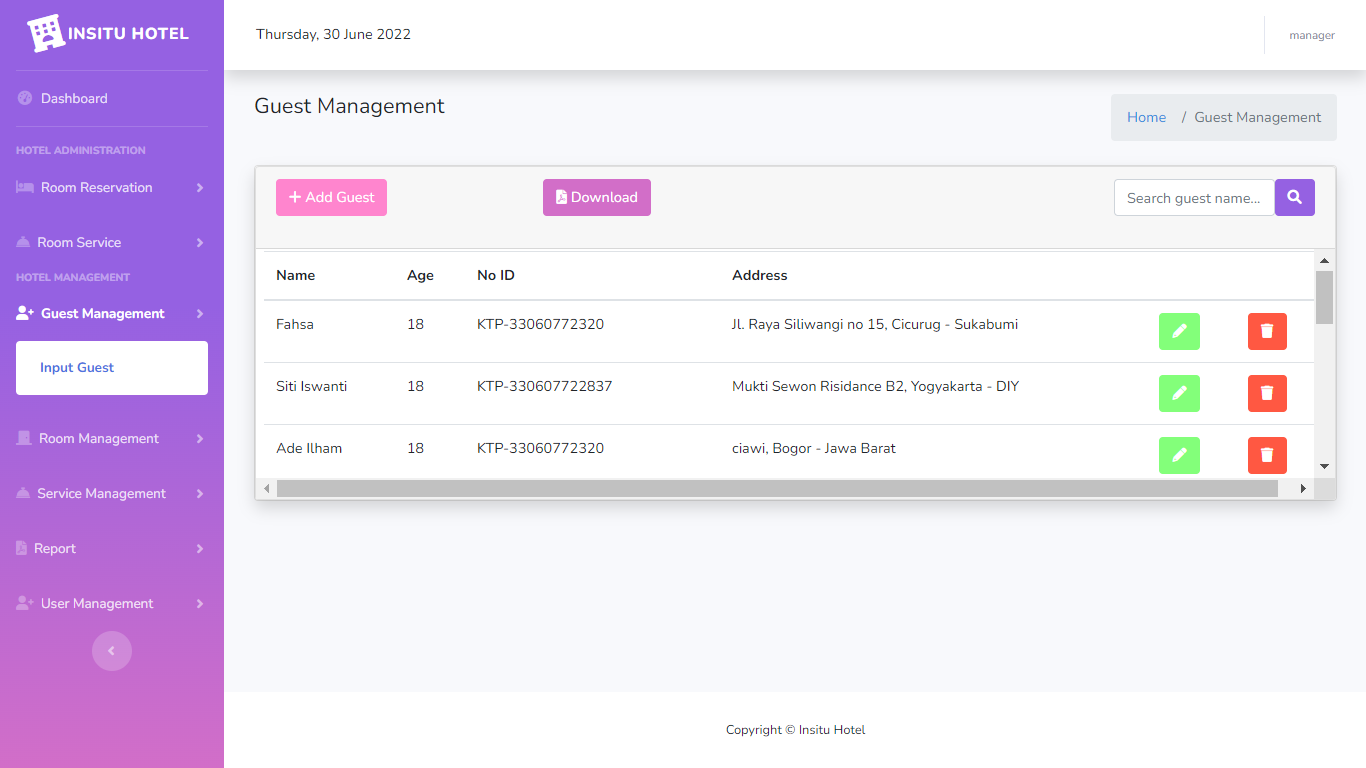 INSITU HOTEL
Dashboard
HOTEL ADMINISTRATION
Room Reservation
Room Service
HOTEL MANAGEMENT
Guest Management
Input Guest
Room Management
Service Management
Report
User Management
Thursday, 30 June 2022
manager
Guest Management
Home / Guest Management
Add Guest
Download
Search guest name...
Name Age No ID Address
Fahsa 18 KTP-33060772320 Jl. Raya Siliwangi no 15, Cicurug - Sukabumi
Siti Iswanti 18 KTP-330607722837 Mukti Sewon Risidance B2, Yogyakarta - DIY
Ade Ilham 18 KTP-33060772320 ciawi, Bogor - Jawa Barat
Copyright © Insitu Hotel